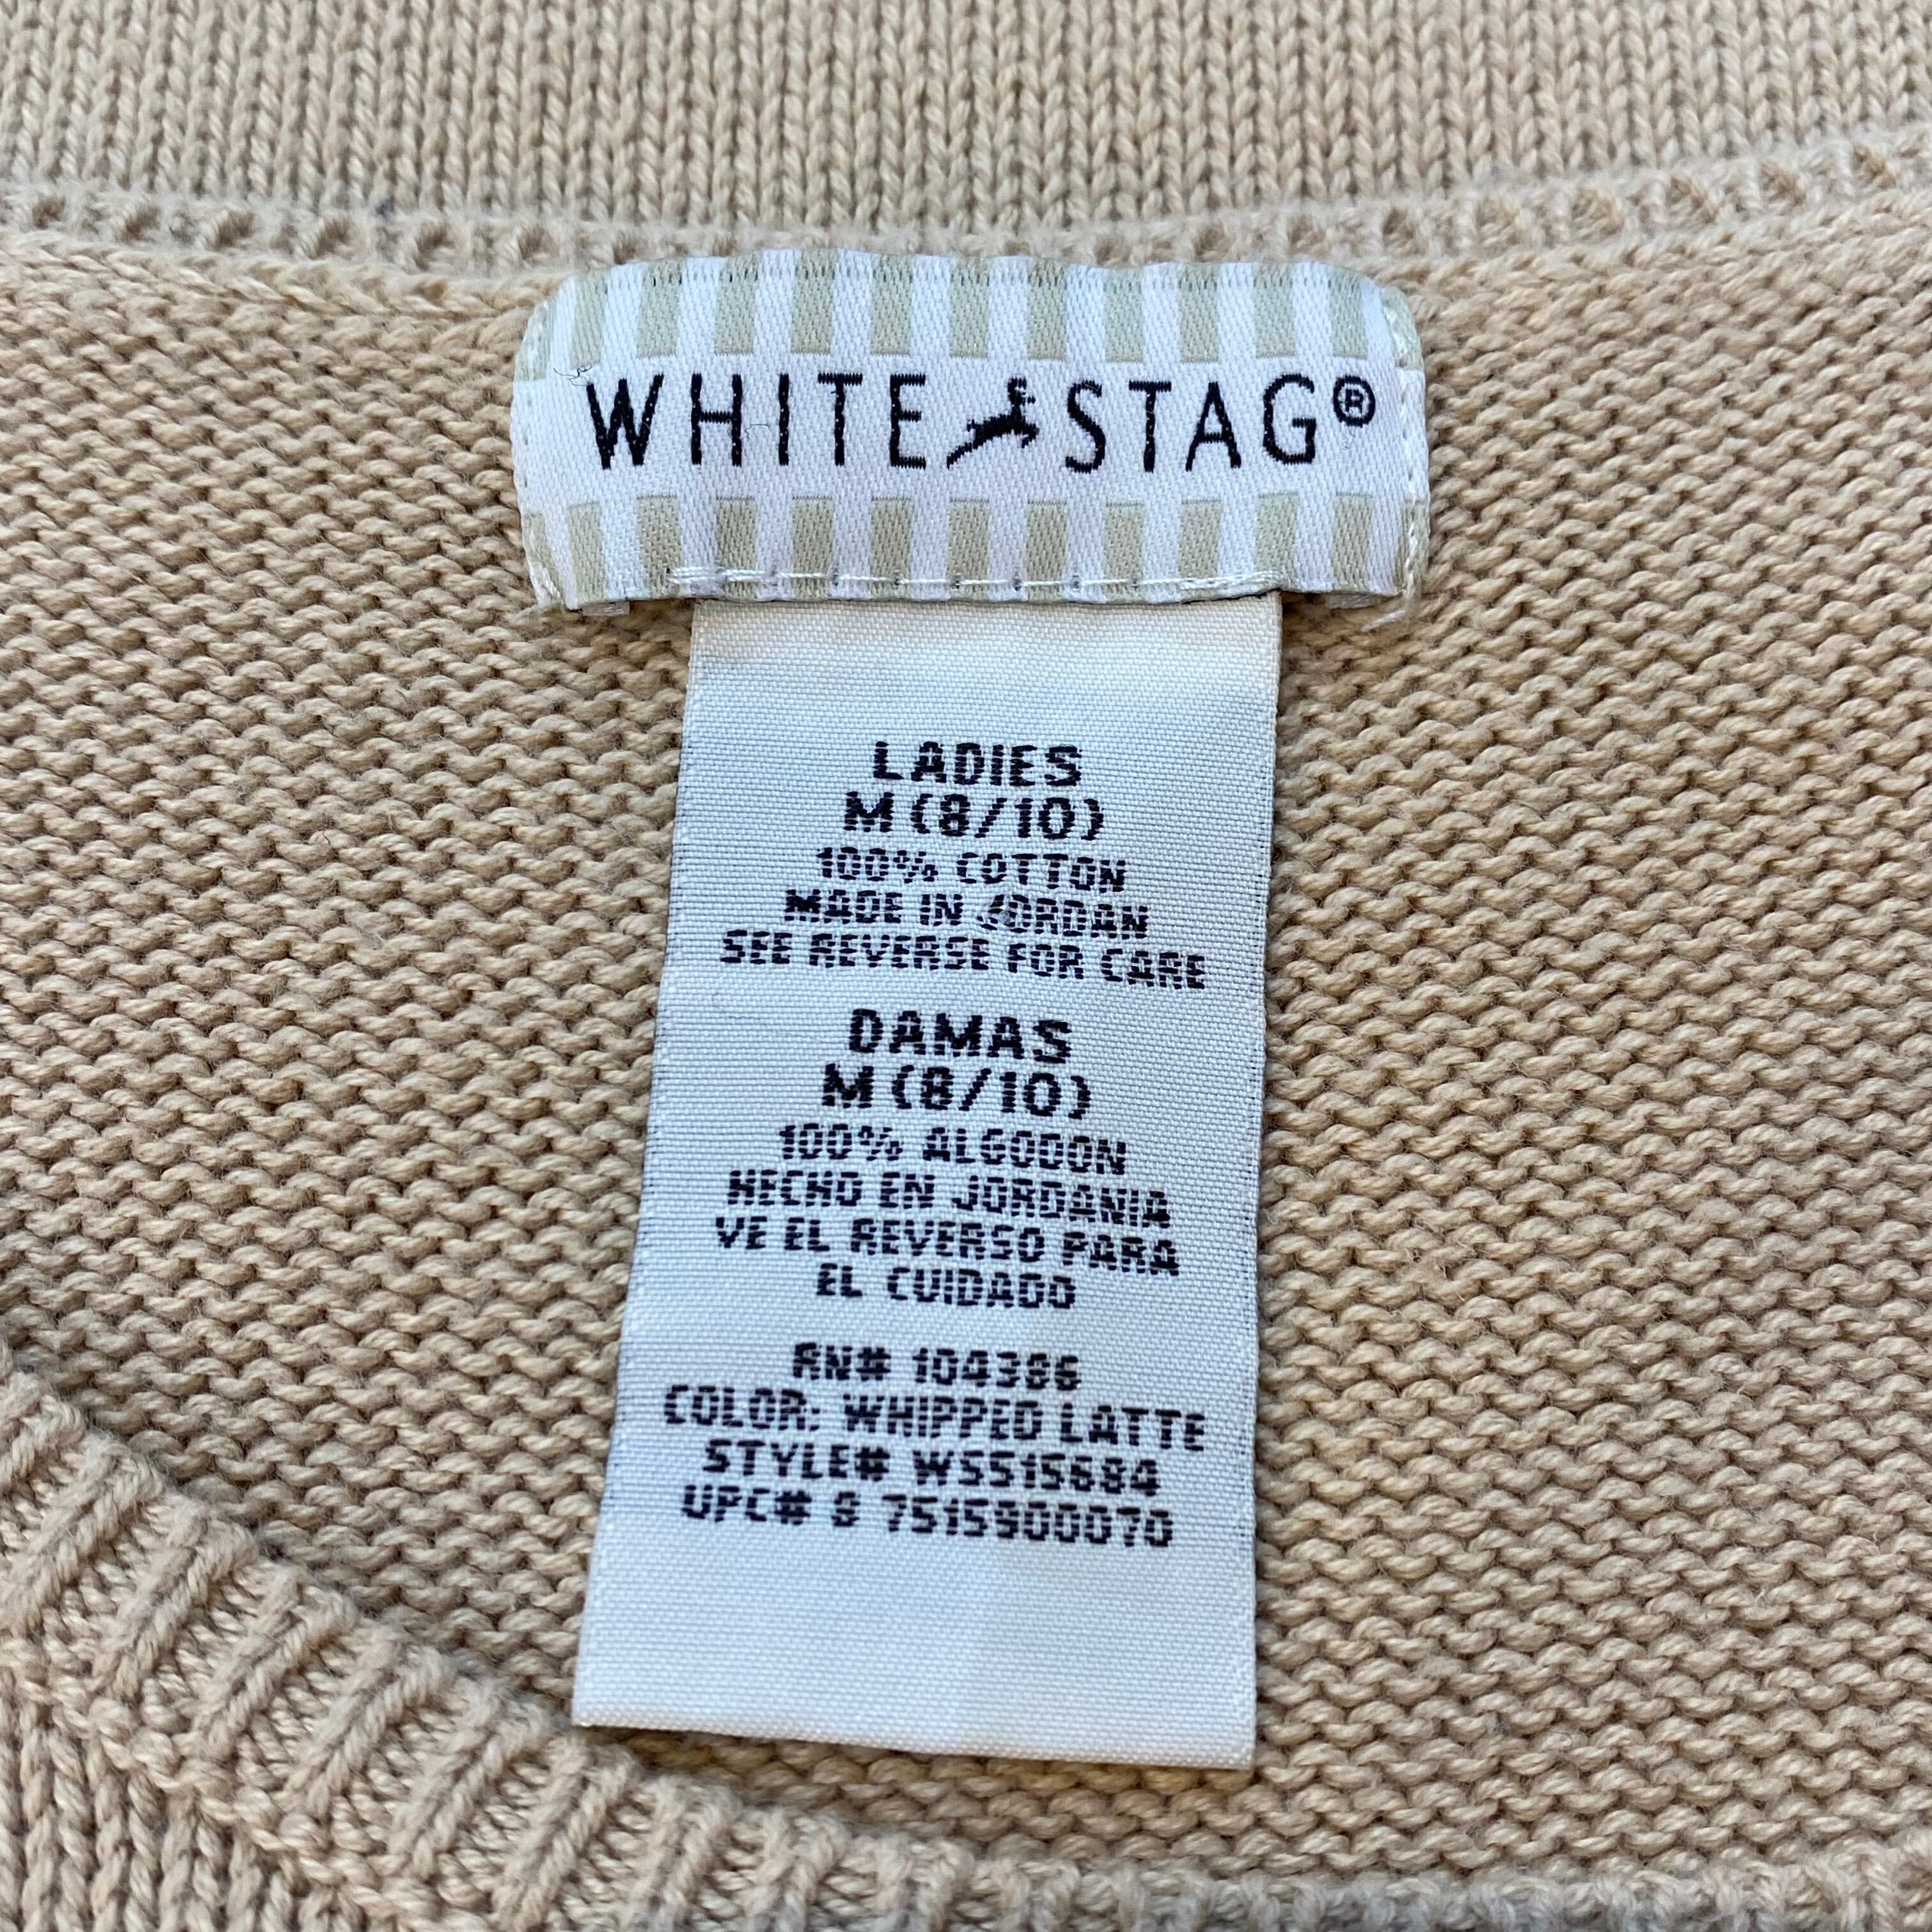 WHITE STAG®
LADIES
M (8/10)
100% COTTON
MADE IN JORDAN
SEE REVERSE FOR CARE
DAMAS
M (8/10)
100% ALGODON
HECHO EN JORDANIA
VE EL REVERSO PARA
EL CUIDADO
RN# 104386
COLOR: WHIPPED LATTE
STYLE# WSS15684
UPC# 8 7515900070